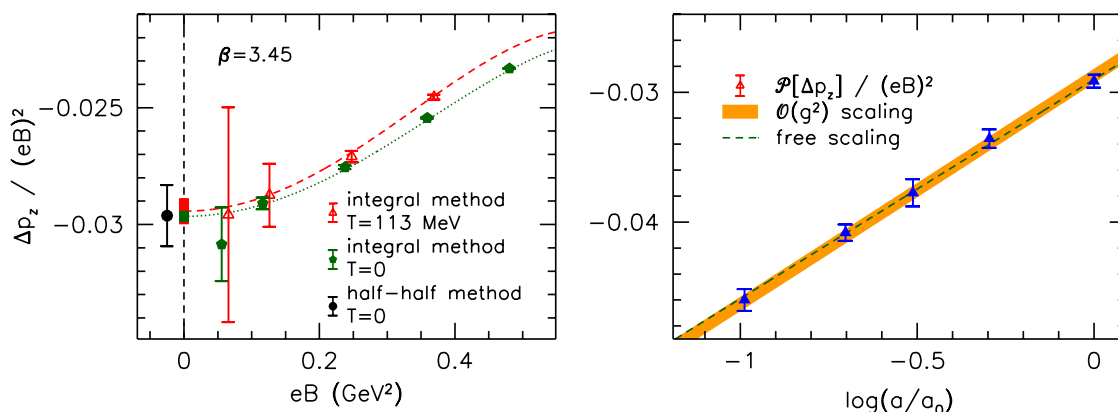 β=3.45
Δp_z / (eB)²
−0.025
−0.03
integral method
T=113 MeV
integral method
T=0
half−half method
T=0
0
0.2
0.4
eB (GeV²)
−0.03
−0.04
𝒫[Δp_z] / (eB)²
𝒪(g²) scaling
free scaling
−1
−0.5
0
log(a/a₀)